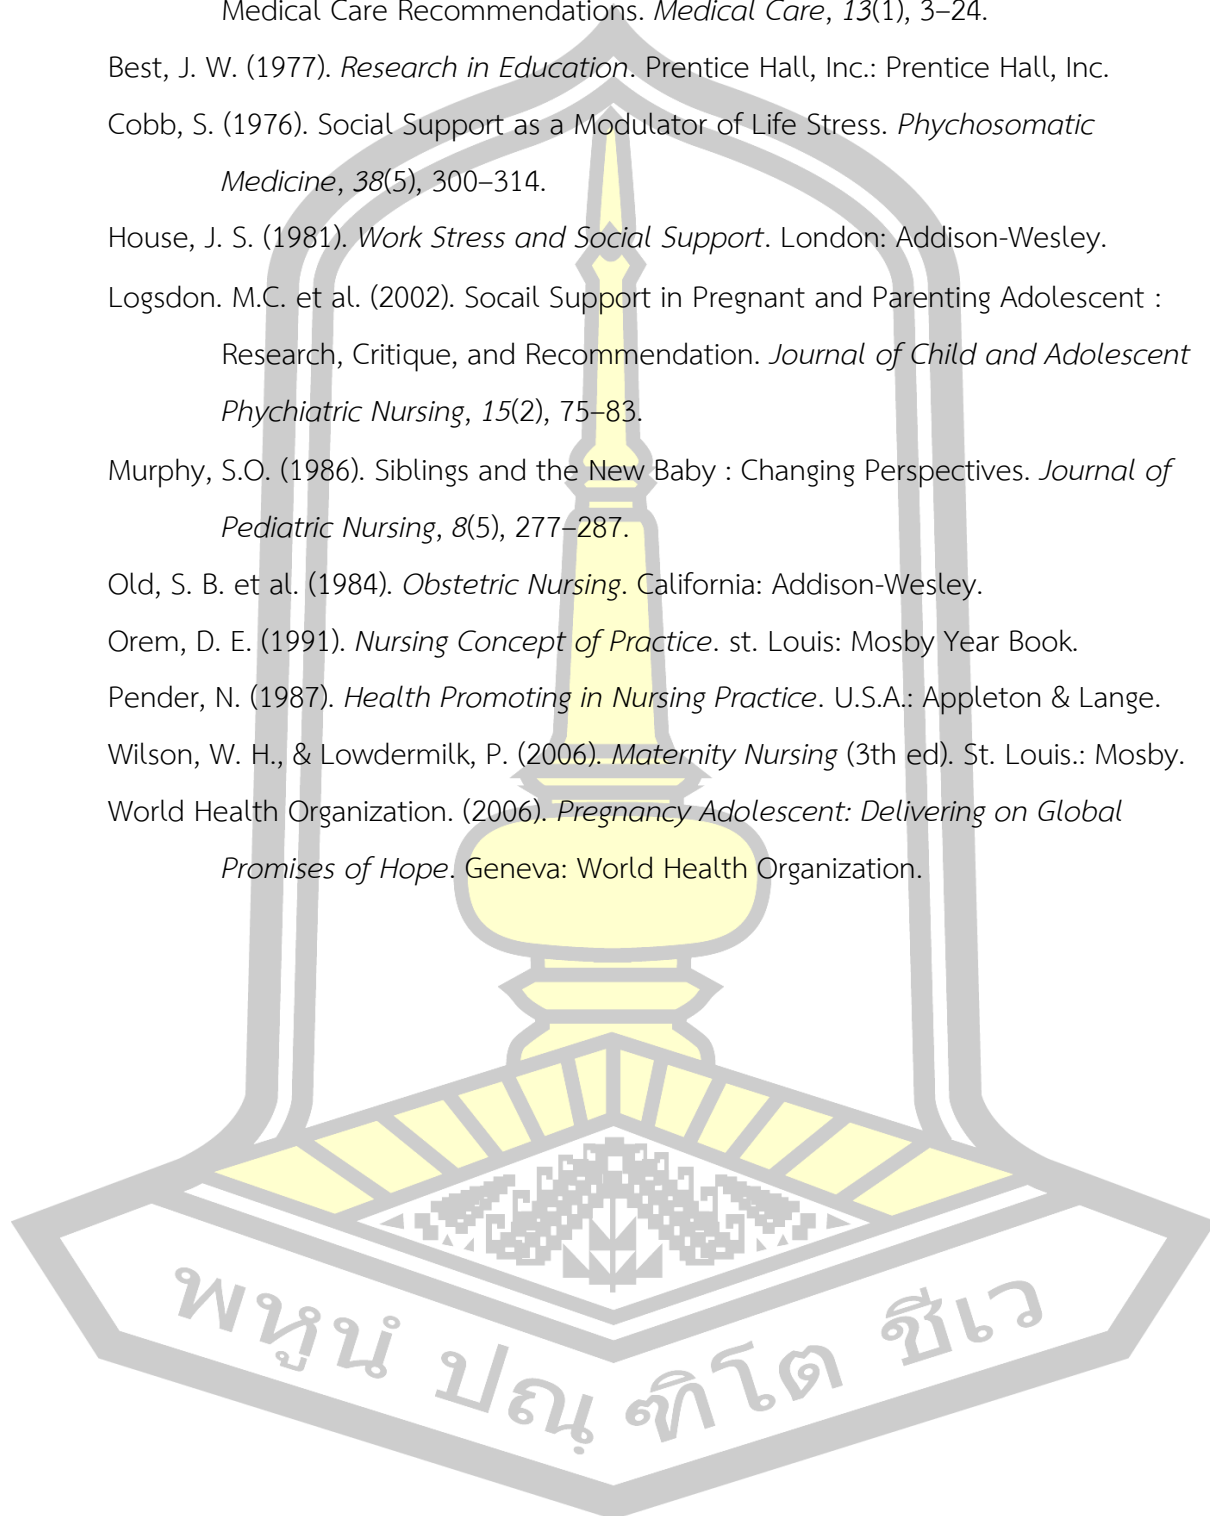 Medical Care Recommendations. Medical Care, 13(1), 3–24.
Best, J. W. (1977). Research in Education. Prentice Hall, Inc.: Prentice Hall, Inc.
Cobb, S. (1976). Social Support as a Modulator of Life Stress. Phychosomatic
Medicine, 38(5), 300–314.
House, J. S. (1981). Work Stress and Social Support. London: Addison-Wesley.
Logsdon. M.C. et al. (2002). Socail Support in Pregnant and Parenting Adolescent :
Research, Critique, and Recommendation. Journal of Child and Adolescent
Phychiatric Nursing, 15(2), 75–83.
Murphy, S.O. (1986). Siblings and the New Baby : Changing Perspectives. Journal of
Pediatric Nursing, 8(5), 277–287.
Old, S. B. et al. (1984). Obstetric Nursing. California: Addison-Wesley.
Orem, D. E. (1991). Nursing Concept of Practice. st. Louis: Mosby Year Book.
Pender, N. (1987). Health Promoting in Nursing Practice. U.S.A.: Appleton & Lange.
Wilson, W. H., & Lowdermilk, P. (2006). Maternity Nursing (3th ed). St. Louis.: Mosby.
World Health Organization. (2006). Pregnancy Adolescent: Delivering on Global
Promises of Hope. Geneva: World Health Organization.
พหูนํ ปณฺฑิโต ชีเว